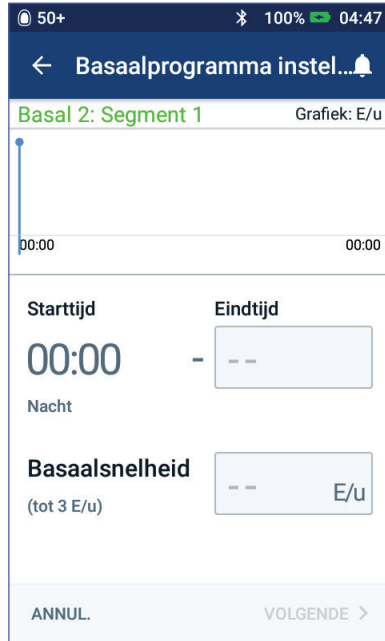 50+ 100% 04:47
Basaalprogramma instel...
Basal 2: Segment 1 Grafiek: E/u
00:00 00:00
Starttijd Eindtijd
00:00 - --
Nacht
Basaalsnelheid -- E/u
(tot 3 E/u)
ANNUL. VOLGENDE >